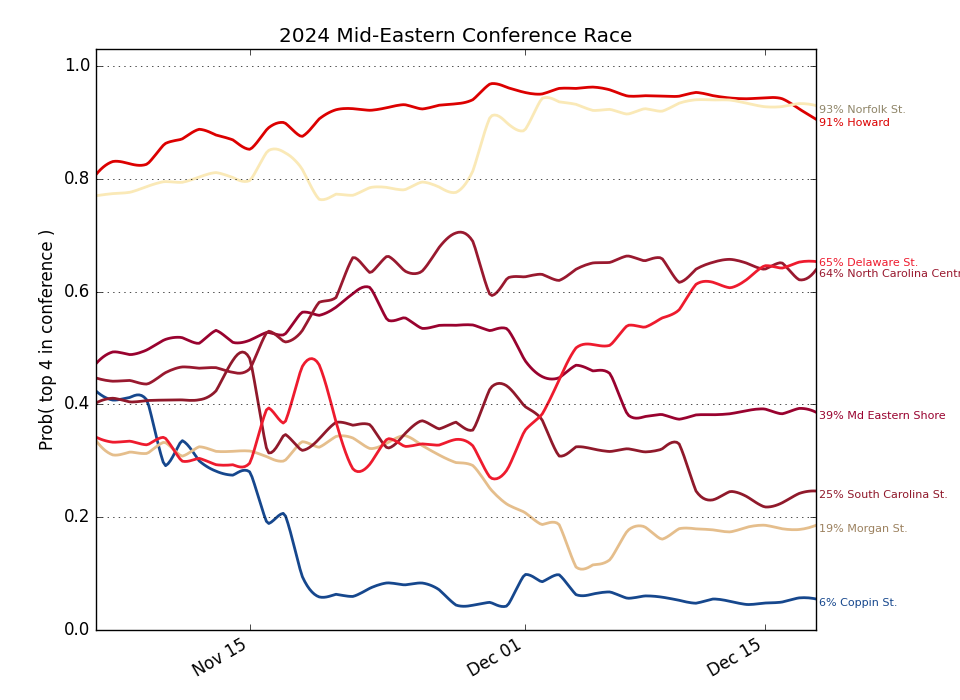 2024 Mid-Eastern Conference Race
Prob( top 4 in conference )
1.0
0.8
0.6
0.4
0.2
0.0
Nov 15
Dec 01
Dec 15
93% Norfolk St.
91% Howard
65% Delaware St.
64% North Carolina Centr
39% Md Eastern Shore
25% South Carolina St.
19% Morgan St.
6% Coppin St.